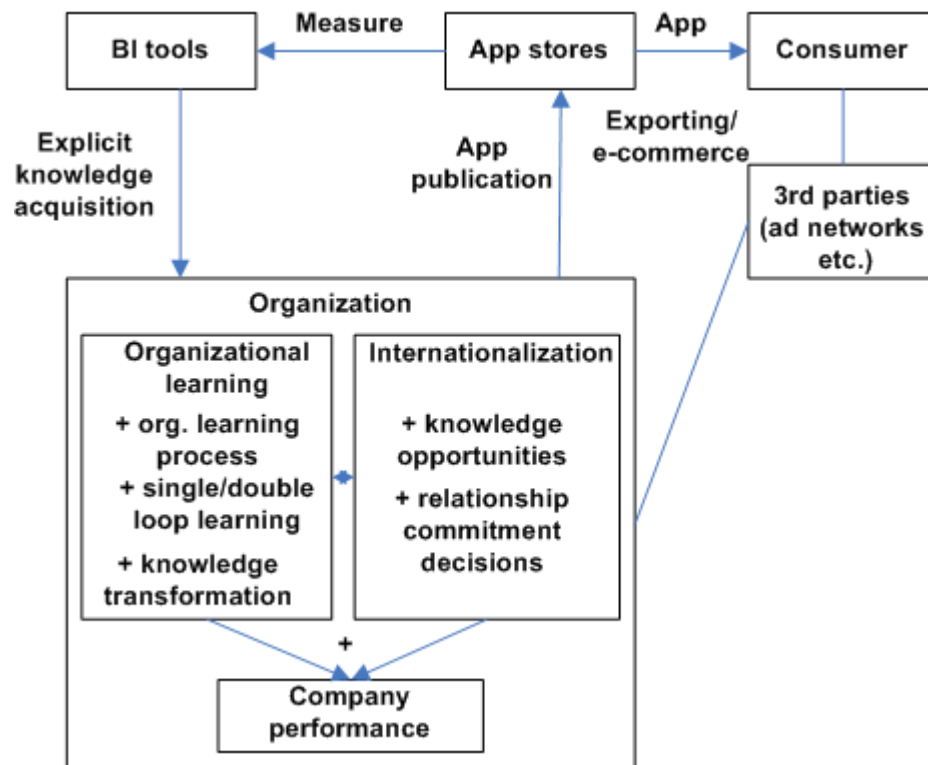 Measure
App
BI tools
App stores
Consumer
Explicit
knowledge
acquisition
App
publication
Exporting/
e-commerce
3rd parties
(ad networks
etc.)
Organization
Organizational
learning
+ org. learning
process
+ single/double
loop learning
+ knowledge
transformation
Internationalization
+ knowledge
opportunities
+ relationship
commitment
decisions
+
Company
performance